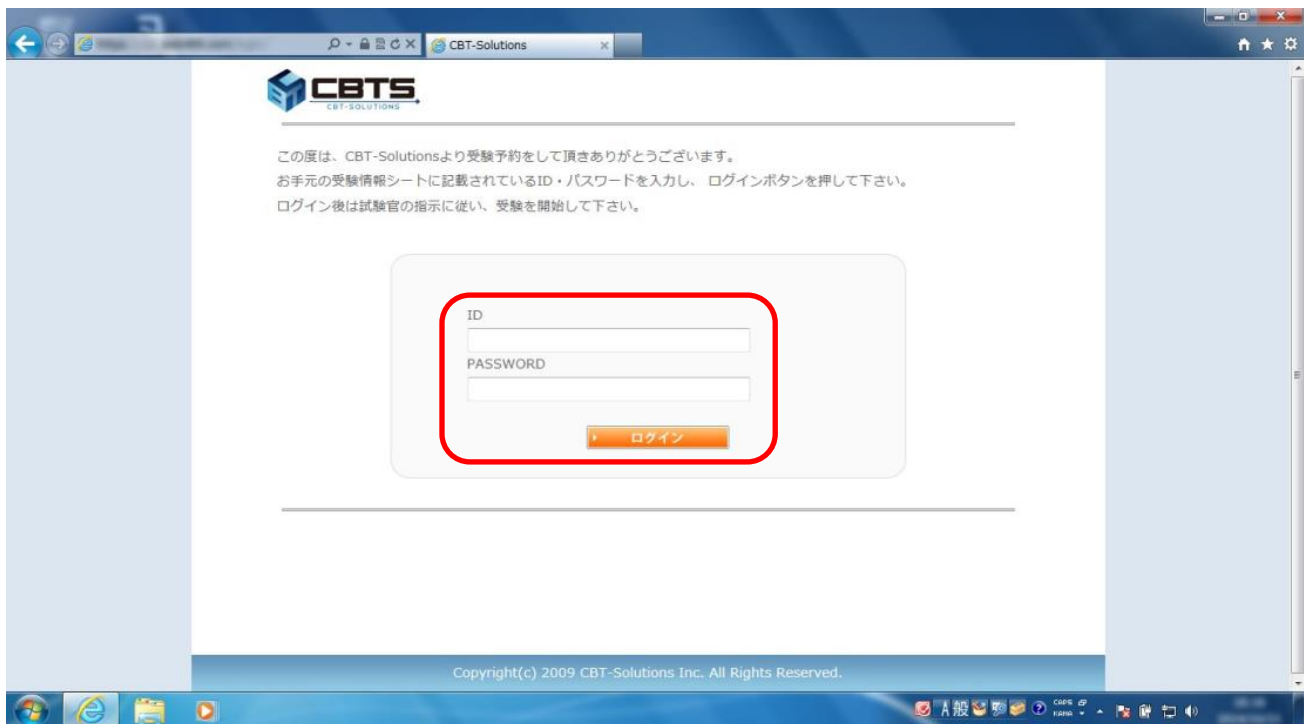 CBT-Solutions
CBTS
CBT-SOLUTIONS
この度は、CBT-Solutionsより受験予約をして頂きありがとうございます。
お手元の受験情報シートに記載されているID・パスワードを入力し、 ログインボタンを押して下さい。
ログイン後は試験官の指示に従い、受験を開始して下さい。
ID
PASSWORD
ログイン
Copyright(c) 2009 CBT-Solutions Inc. All Rights Reserved.
A 般
CAPS
KANA